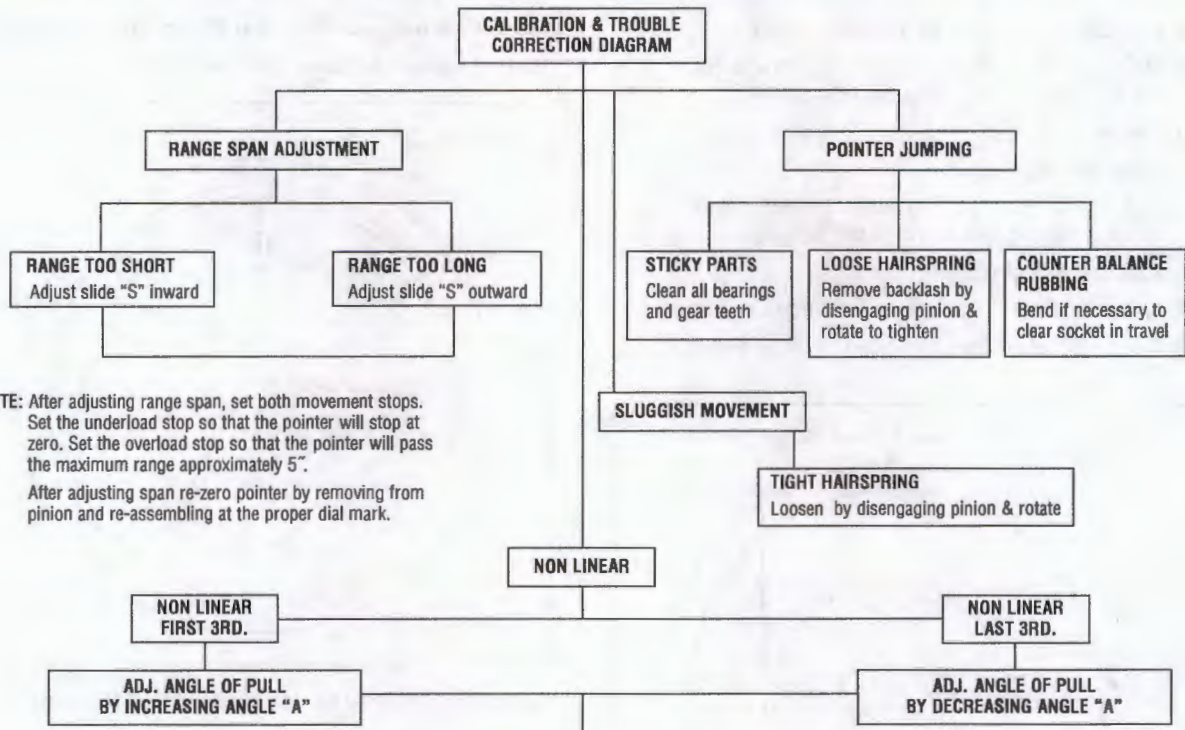 CALIBRATION & TROUBLE
CORRECTION DIAGRAM
RANGE SPAN ADJUSTMENT
POINTER JUMPING
RANGE TOO SHORT
Adjust slide “S” inward
RANGE TOO LONG
Adjust slide “S” outward
STICKY PARTS
Clean all bearings
and gear teeth
LOOSE HAIRSPRING
Remove backlash by
disengaging pinion &
rotate to tighten
COUNTER BALANCE
RUBBING
Bend if necessary to
clear socket in travel
TE: After adjusting range span, set both movement stops.
Set the underload stop so that the pointer will stop at
zero. Set the overload stop so that the pointer will pass
the maximum range approximately 5˝.
After adjusting span re-zero pointer by removing from
pinion and re-assembling at the proper dial mark.
SLUGGISH MOVEMENT
TIGHT HAIRSPRING
Loosen by disengaging pinion & rotate
NON LINEAR
NON LINEAR
FIRST 3RD.
NON LINEAR
LAST 3RD.
ADJ. ANGLE OF PULL
BY INCREASING ANGLE “A”
ADJ. ANGLE OF PULL
BY DECREASING ANGLE “A”